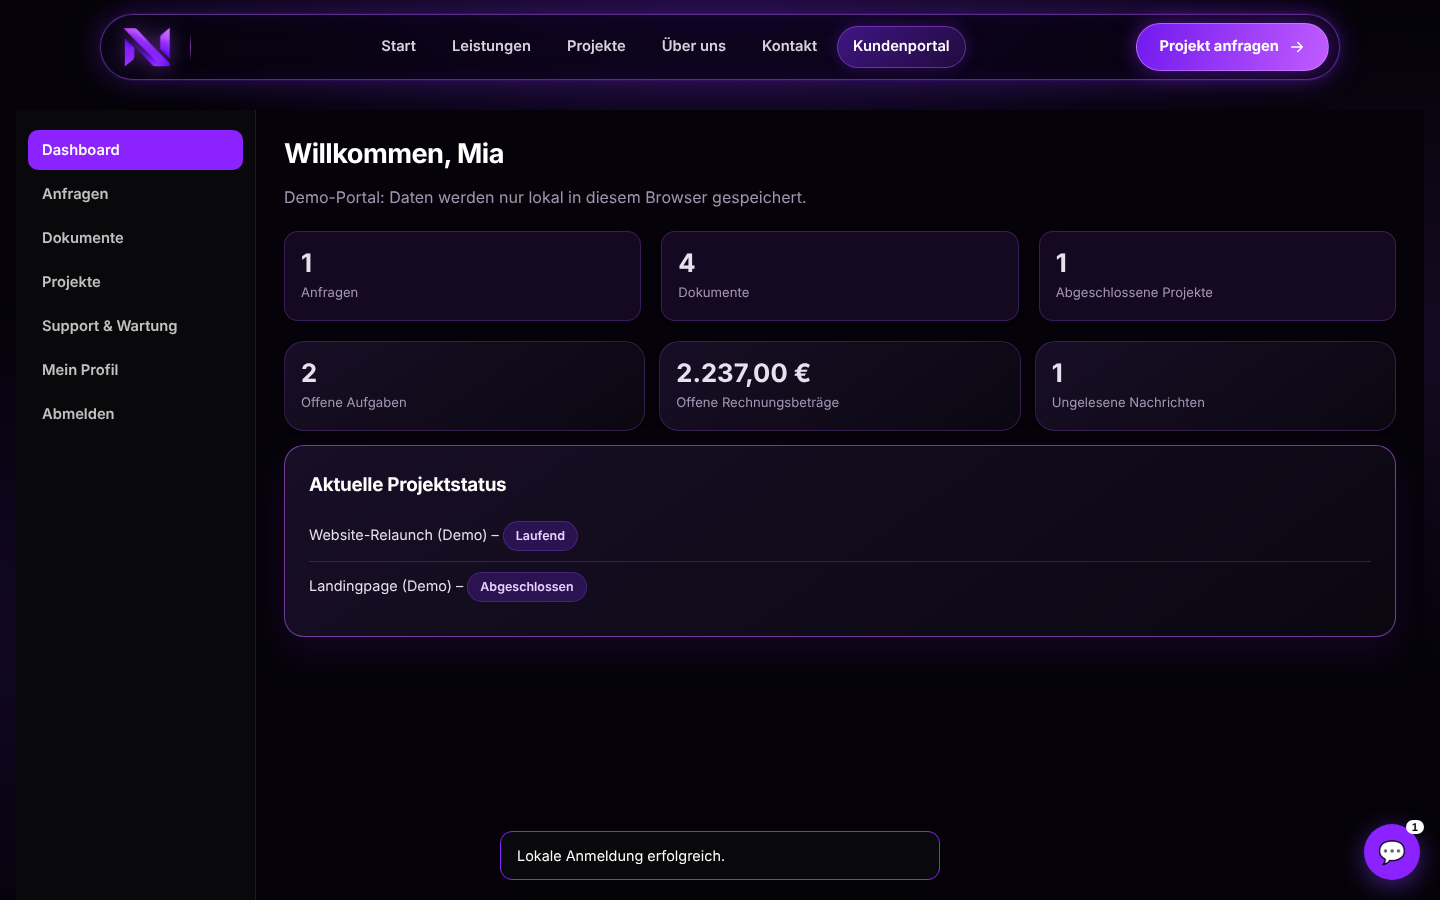 Start Leistungen Projekte Über uns Kontakt Kundenportal Projekt anfragen →
Dashboard
Anfragen
Dokumente
Projekte
Support & Wartung
Mein Profil
Abmelden
Willkommen, Mia
Demo-Portal: Daten werden nur lokal in diesem Browser gespeichert.
1
Anfragen
4
Dokumente
1
Abgeschlossene Projekte
2
Offene Aufgaben
2.237,00 €
Offene Rechnungsbeträge
1
Ungelesene Nachrichten
Aktuelle Projektstatus
Website-Relaunch (Demo) – Laufend
Landingpage (Demo) – Abgeschlossen
Lokale Anmeldung erfolgreich.
1